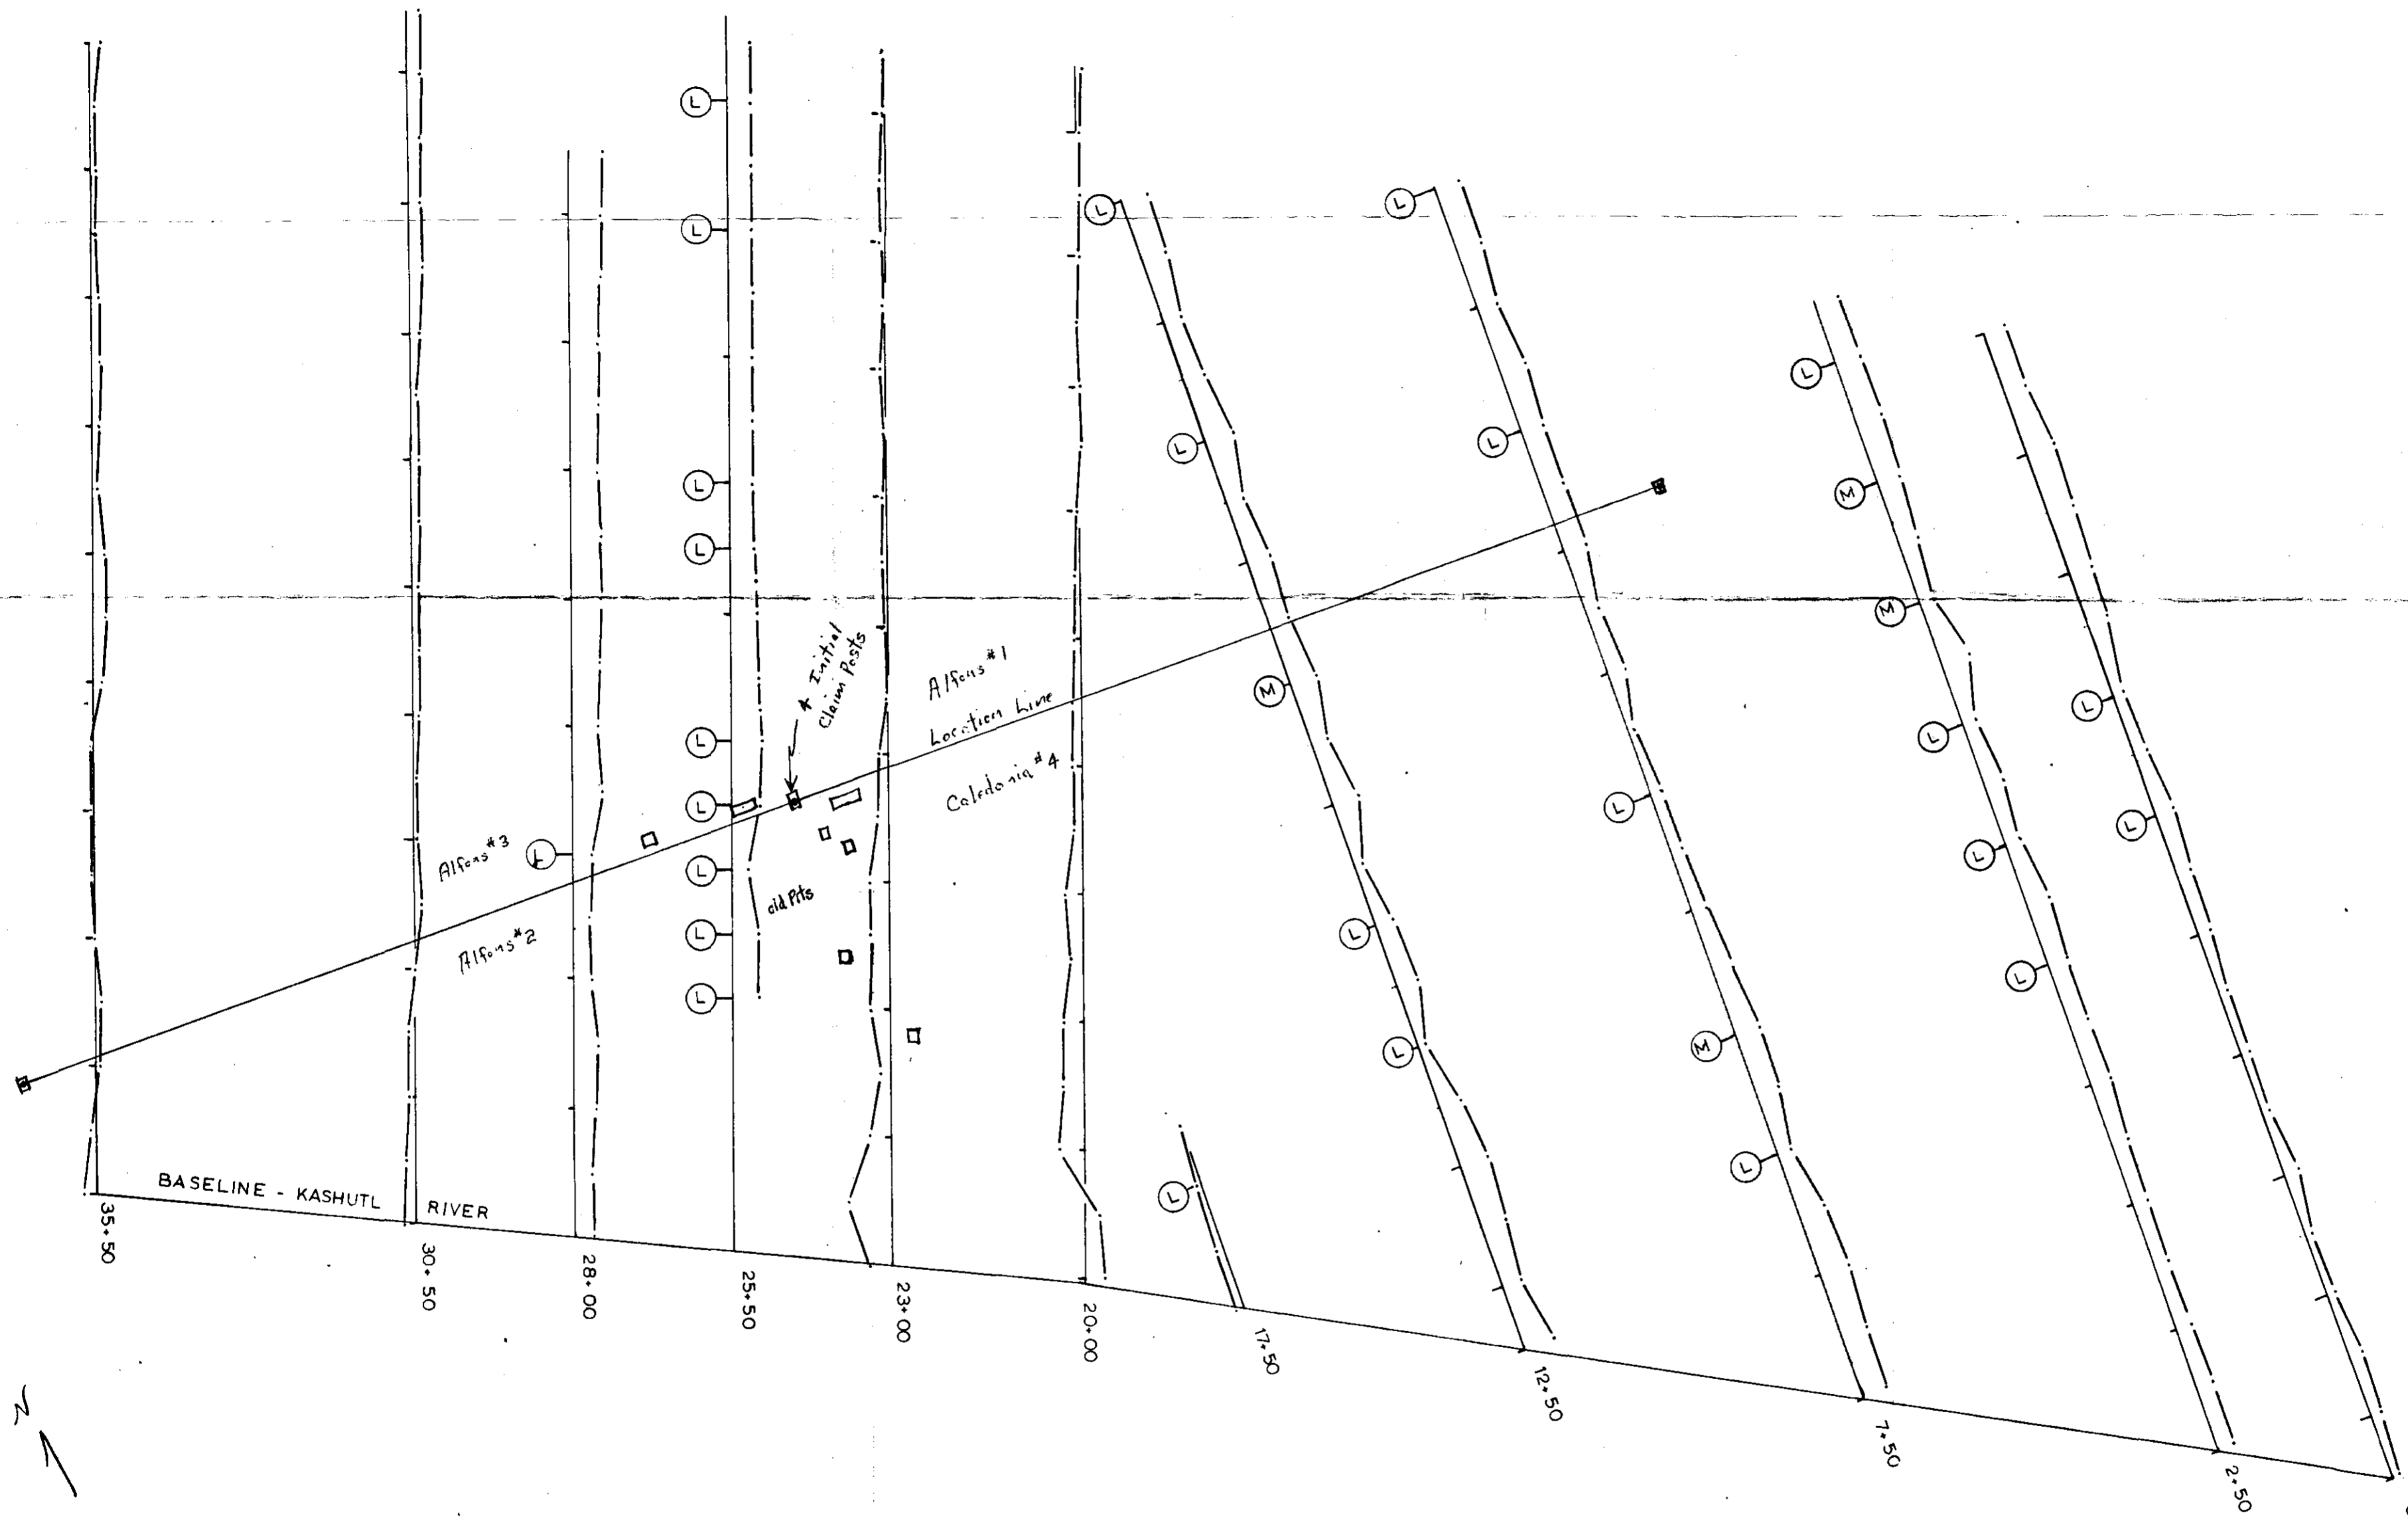 L
L
L
L
L
L
L
L
M
L
L
L
M
* Initial
Claim Posts
Alfons #1
Location Line
Caledonia #4
M
L
L
L
L
L
L
Alfons #3
L
L
L
L
old Pits
Alfons #2
L
L
L
L
M
L
L
BASELINE - KASHUTL RIVER
35+50
30+50
28+00
25+50
23+00
20+00
17+50
12+50
7+50
2+50
N